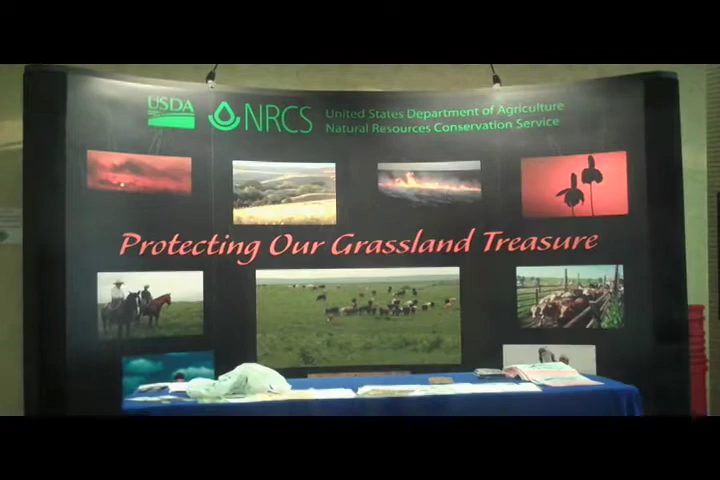 USDA NRCS United States Department of Agriculture
Natural Resources Conservation Service
Protecting Our Grassland Treasure